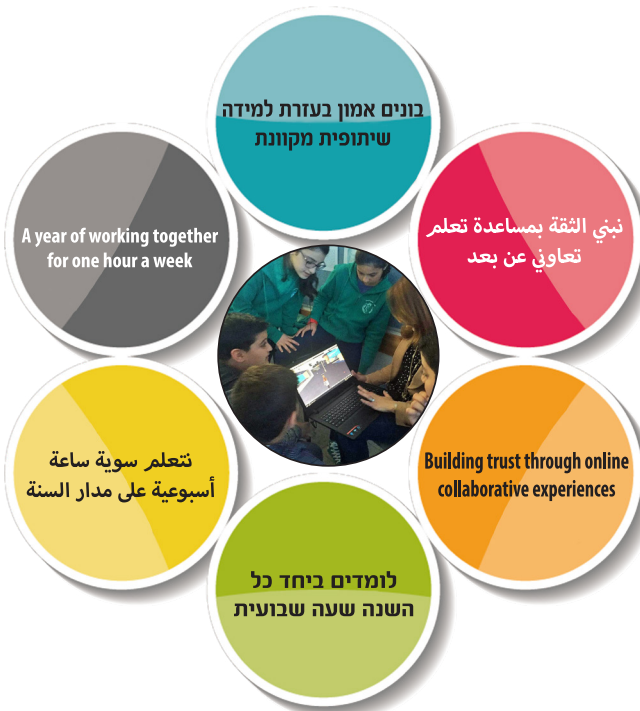 בונים אמון בעזרת למידה
שיתופית מקוונת
A year of working together
for one hour a week
نبني الثقة بمساعدة تعلم
تعاوني عن بعد
نتعلم سوية ساعة
أسبوعية على مدار السنة
Building trust through online
collaborative experiences
לומדים ביחד כל
השנה שעה שבועית